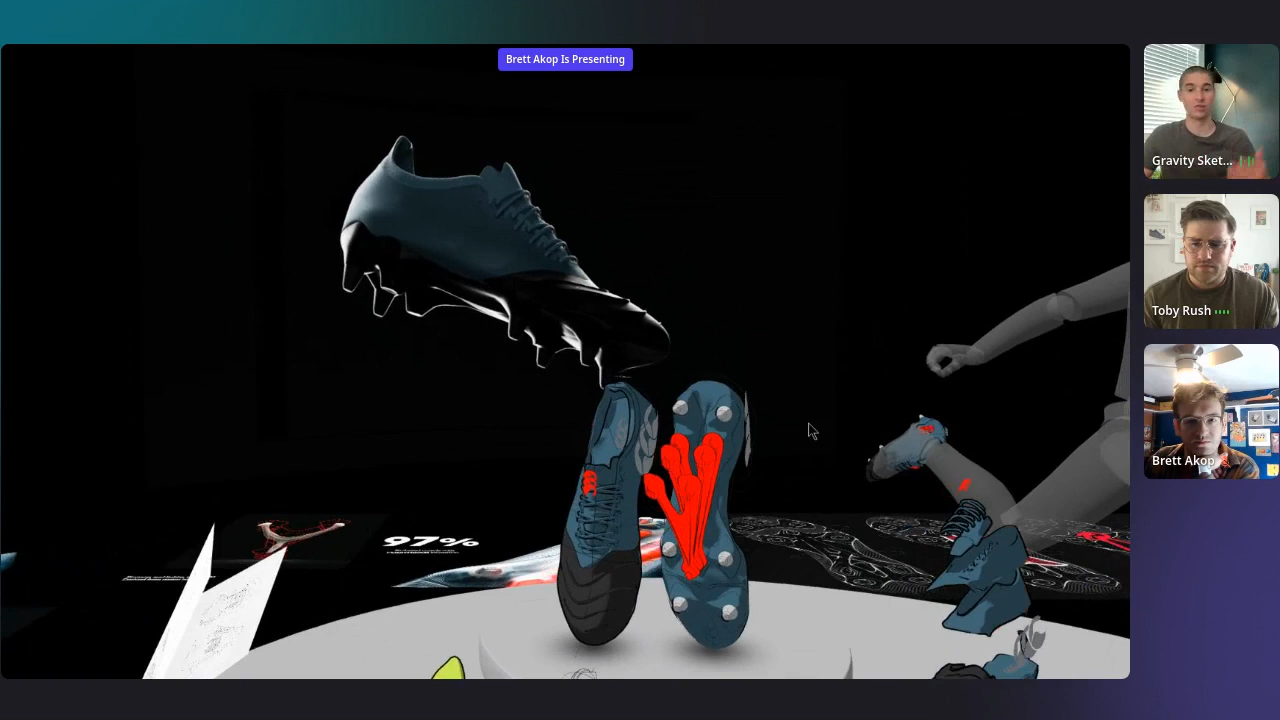 Brett Akop Is Presenting
Gravity Sket...
Toby Rush
Brett Akop
97%